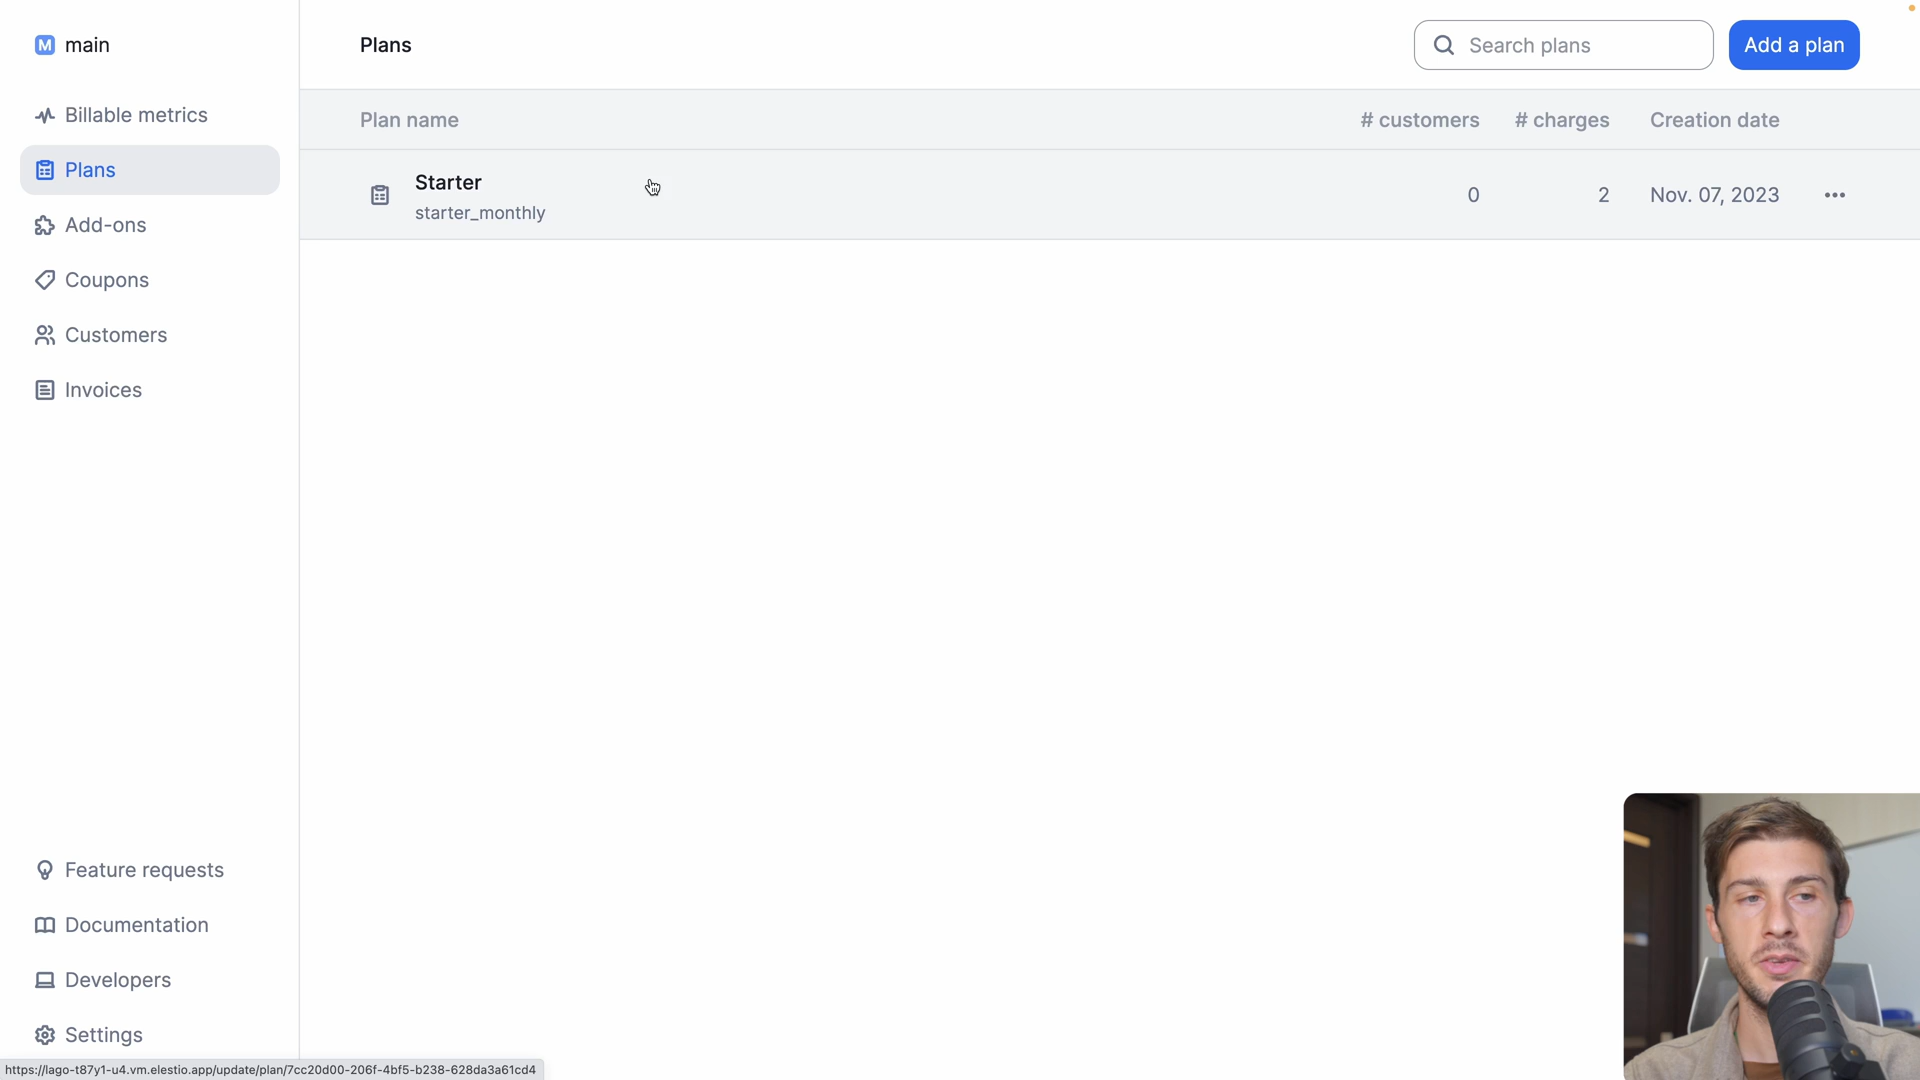 M main
Plans
Search plans
Add a plan
Billable metrics
Plans
Add-ons
Coupons
Customers
Invoices
Plan name
# customers
# charges
Creation date
Starter
starter_monthly
0
2
Nov. 07, 2023
Feature requests
Documentation
Developers
Settings
https://lago-t87y1-u4.vm.elestio.app/update/plan/7cc20d00-206f-4bf5-b238-628da3a61cd4